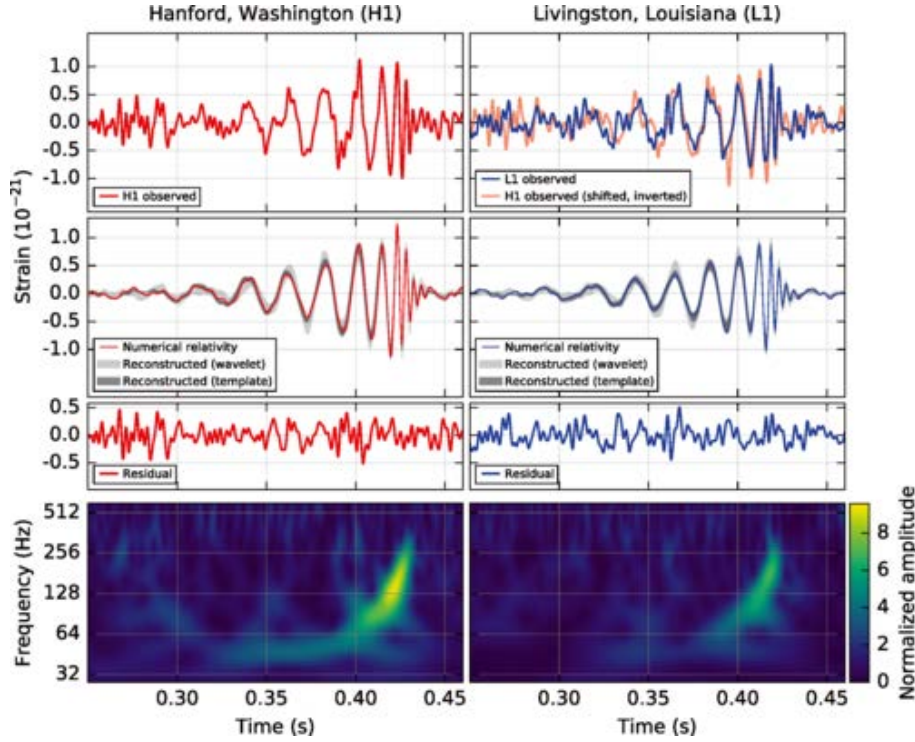 Hanford, Washington (H1)
Livingston, Louisiana (L1)
Strain (10⁻²¹)
1.0
0.5
0.0
-0.5
-1.0
H1 observed
L1 observed
H1 observed (shifted, inverted)
1.0
0.5
0.0
-0.5
-1.0
Numerical relativity
Reconstructed (wavelet)
Reconstructed (template)
Numerical relativity
Reconstructed (wavelet)
Reconstructed (template)
0.5
0.0
-0.5
Residual
Residual
Frequency (Hz)
512
256
128
64
32
Normalized amplitude
8
6
4
2
0
0.30 0.35 0.40 0.45
0.30 0.35 0.40 0.45
Time (s)
Time (s)